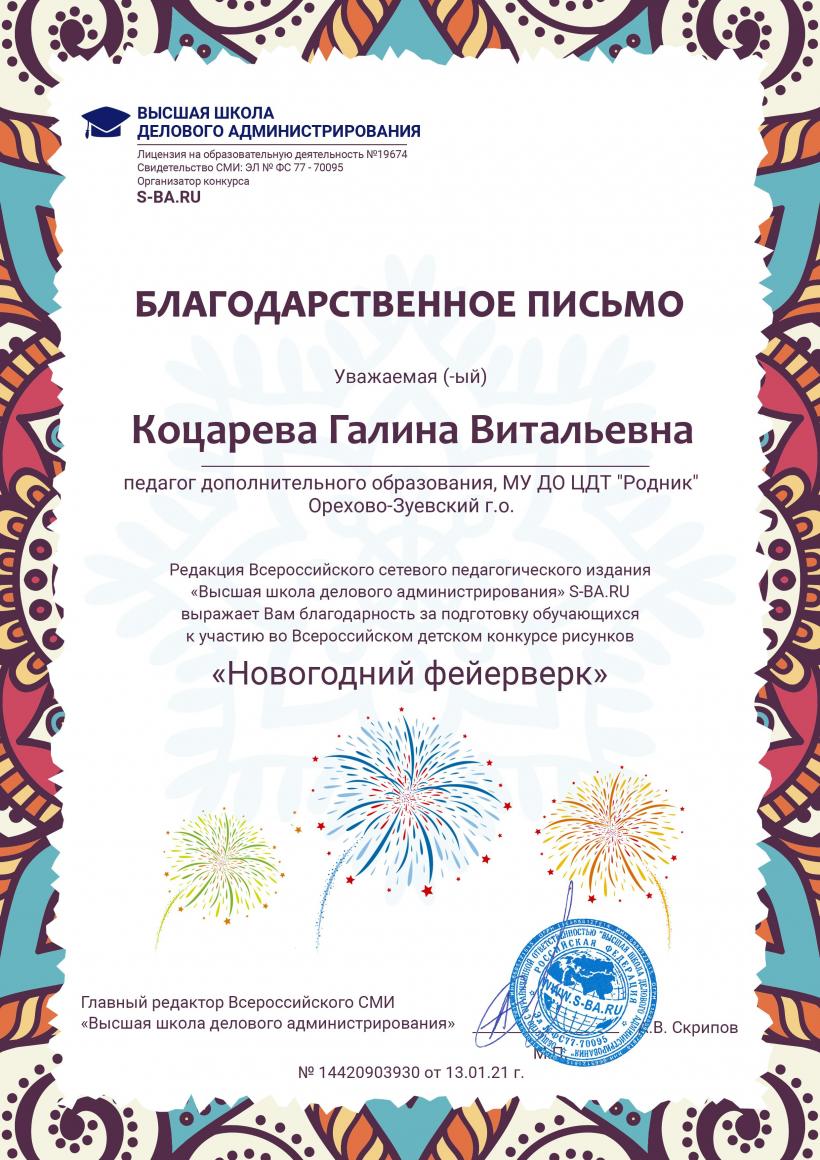 ВЫСШАЯ ШКОЛА
ДЕЛОВОГО АДМИНИСТРИРОВАНИЯ
Лицензия на образовательную деятельность №19674
Свидетельство СМИ: ЭЛ № ФС 77 - 70095
Организатор конкурса
S-BA.RU
БЛАГОДАРСТВЕННОЕ ПИСЬМО
Уважаемая (-ый)
Коцарева Галина Витальевна
педагог дополнительного образования, МУ ДО ЦДТ "Родник"
Орехово-Зуевский г.о.
Редакция Всероссийского сетевого педагогического издания
«Высшая школа делового администрирования» S-BA.RU
выражает Вам благодарность за подготовку обучающихся
к участию во Всероссийском детском конкурсе рисунков
«Новогодний фейерверк»
РОССИЙСКАЯ ФЕДЕРАЦИЯ
WWW.S-BA.RU
Эл № ФС77-70095
Главный редактор Всероссийского СМИ
«Высшая школа делового администрирования»
В. Скрипов
М.П.
№ 14420903930 от 13.01.21 г.